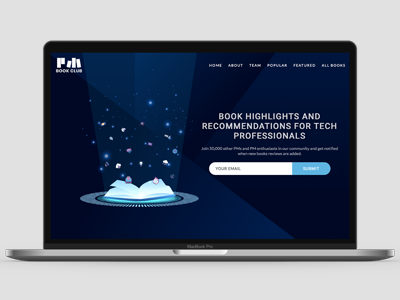 PM
BOOK CLUB
HOME ABOUT TEAM POPULAR FEATURED ALL BOOKS
BOOK HIGHLIGHTS AND
RECOMMENDATIONS FOR TECH
PROFESSIONALS
Join 30,000 other PMs and PM enthusiasts in our community and get notified
when new books reviews are added.
YOUR EMAIL SUBMIT
MacBook Pro